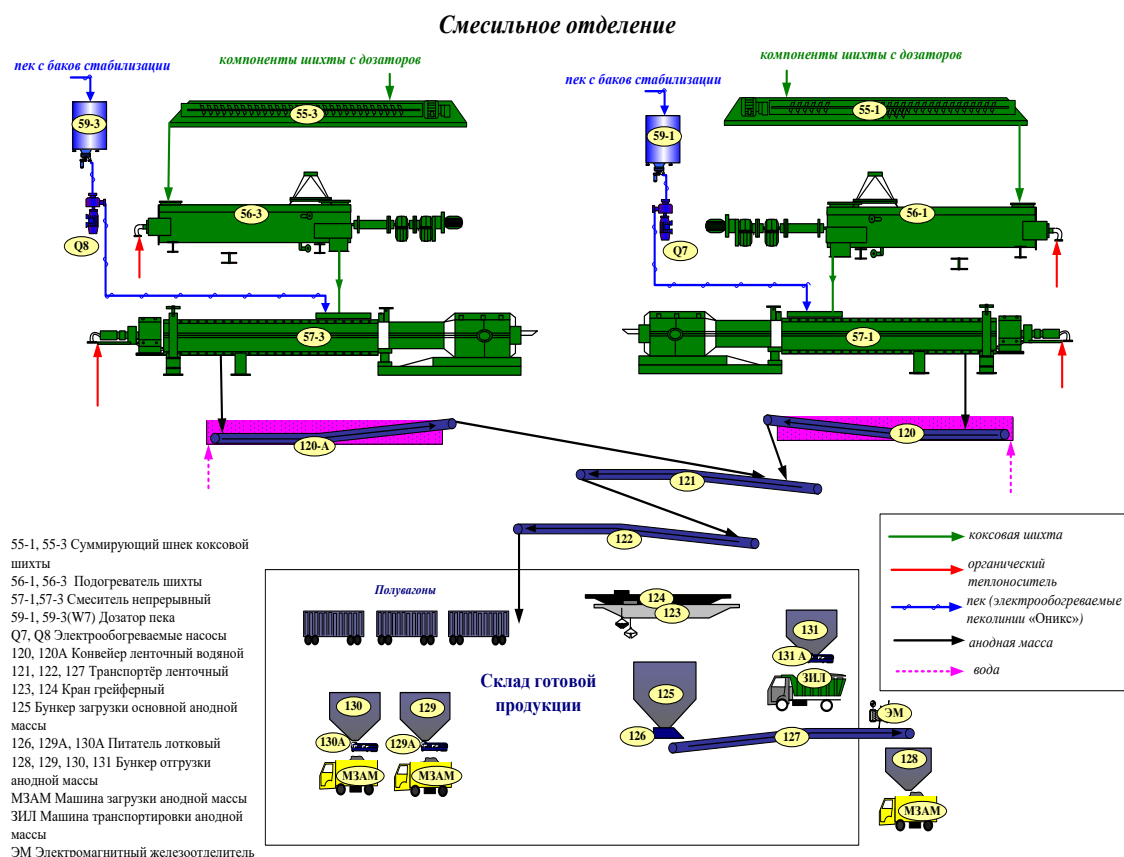 Смесильное отделение
пек с баков стабилизации
компоненты шихты с дозаторов
пек с баков стабилизации
компоненты шихты с дозаторов
59-3
55-3
59-1
55-1
56-3
Q8
56-1
Q7
57-3
57-1
120-А
120
121
122
55-1, 55-3 Суммирующий шнек коксовой
шихты
56-1, 56-3 Подогреватель шихты
57-1,57-3 Смеситель непрерывный
59-1, 59-3(W7) Дозатор пека
Q7, Q8 Электрообогреваемые насосы
120, 120А Конвейер ленточный водяной
121, 122, 127 Транспортёр ленточный
123, 124 Кран грейферный
125 Бункер загрузки основной анодной
массы
126, 129А, 130А Питатель лотковый
128, 129, 130, 131 Бункер отгрузки
анодной массы
МЗАМ Машина загрузки анодной массы
ЗИЛ Машина транспортировки анодной
массы
ЭМ Электромагнитный железоотделитель
Полувагоны
124
123
131
131 А
ЗИЛ
Склад готовой
продукции
125
126
127
ЭМ
130
129
130А
129А
МЗАМ
МЗАМ
128
МЗАМ
коксовая шихта
органический
теплоноситель
пек (электрообогреваемые
пеколинии «Оникс»)
анодная масса
вода